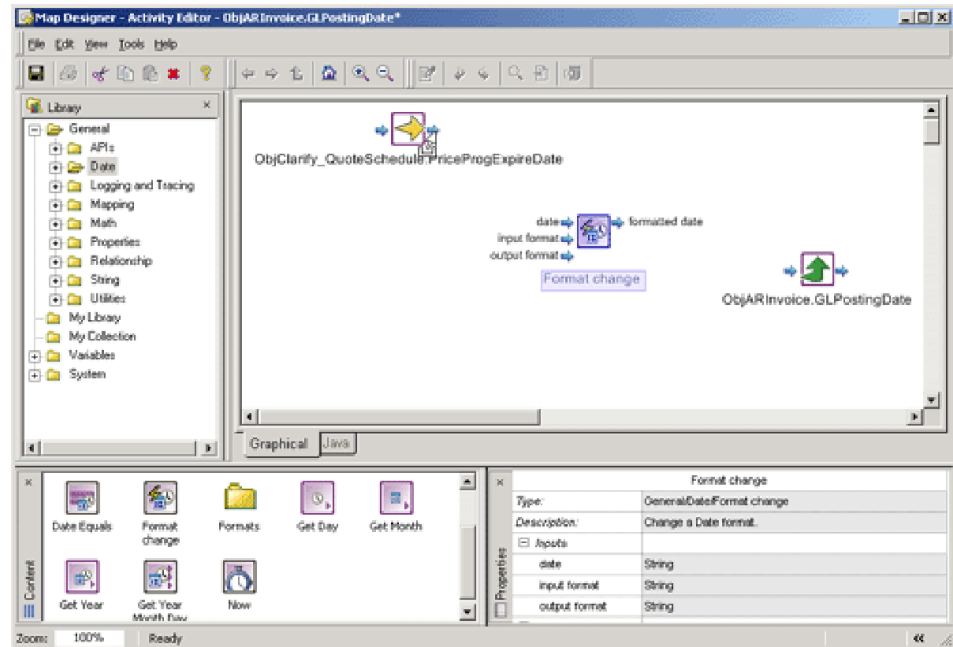 Map Designer - Activity Editor - ObjARInvoice.GLPostingDate*
File Edit View Tools Help
Library
General
APIs
Date
Logging and Tracing
Mapping
Math
Properties
Relationship
String
Utilities
My Library
My Collection
Variables
System
ObjClarify_QuoteSchedule.PriceProgExpireDate
date
formatted date
input format
output format
Format change
ObjARInvoice.GLPostingDate
Graphical Java
Content
Date Equals
Format change
Formats
Get Day
Get Month
Get Year
Get Year Month Day
Now
Properties
Format change
Type: General/Date/Format change
Description: Change a Date format.
Inputs
date String
input format String
output format String
Zoom: 100% Ready